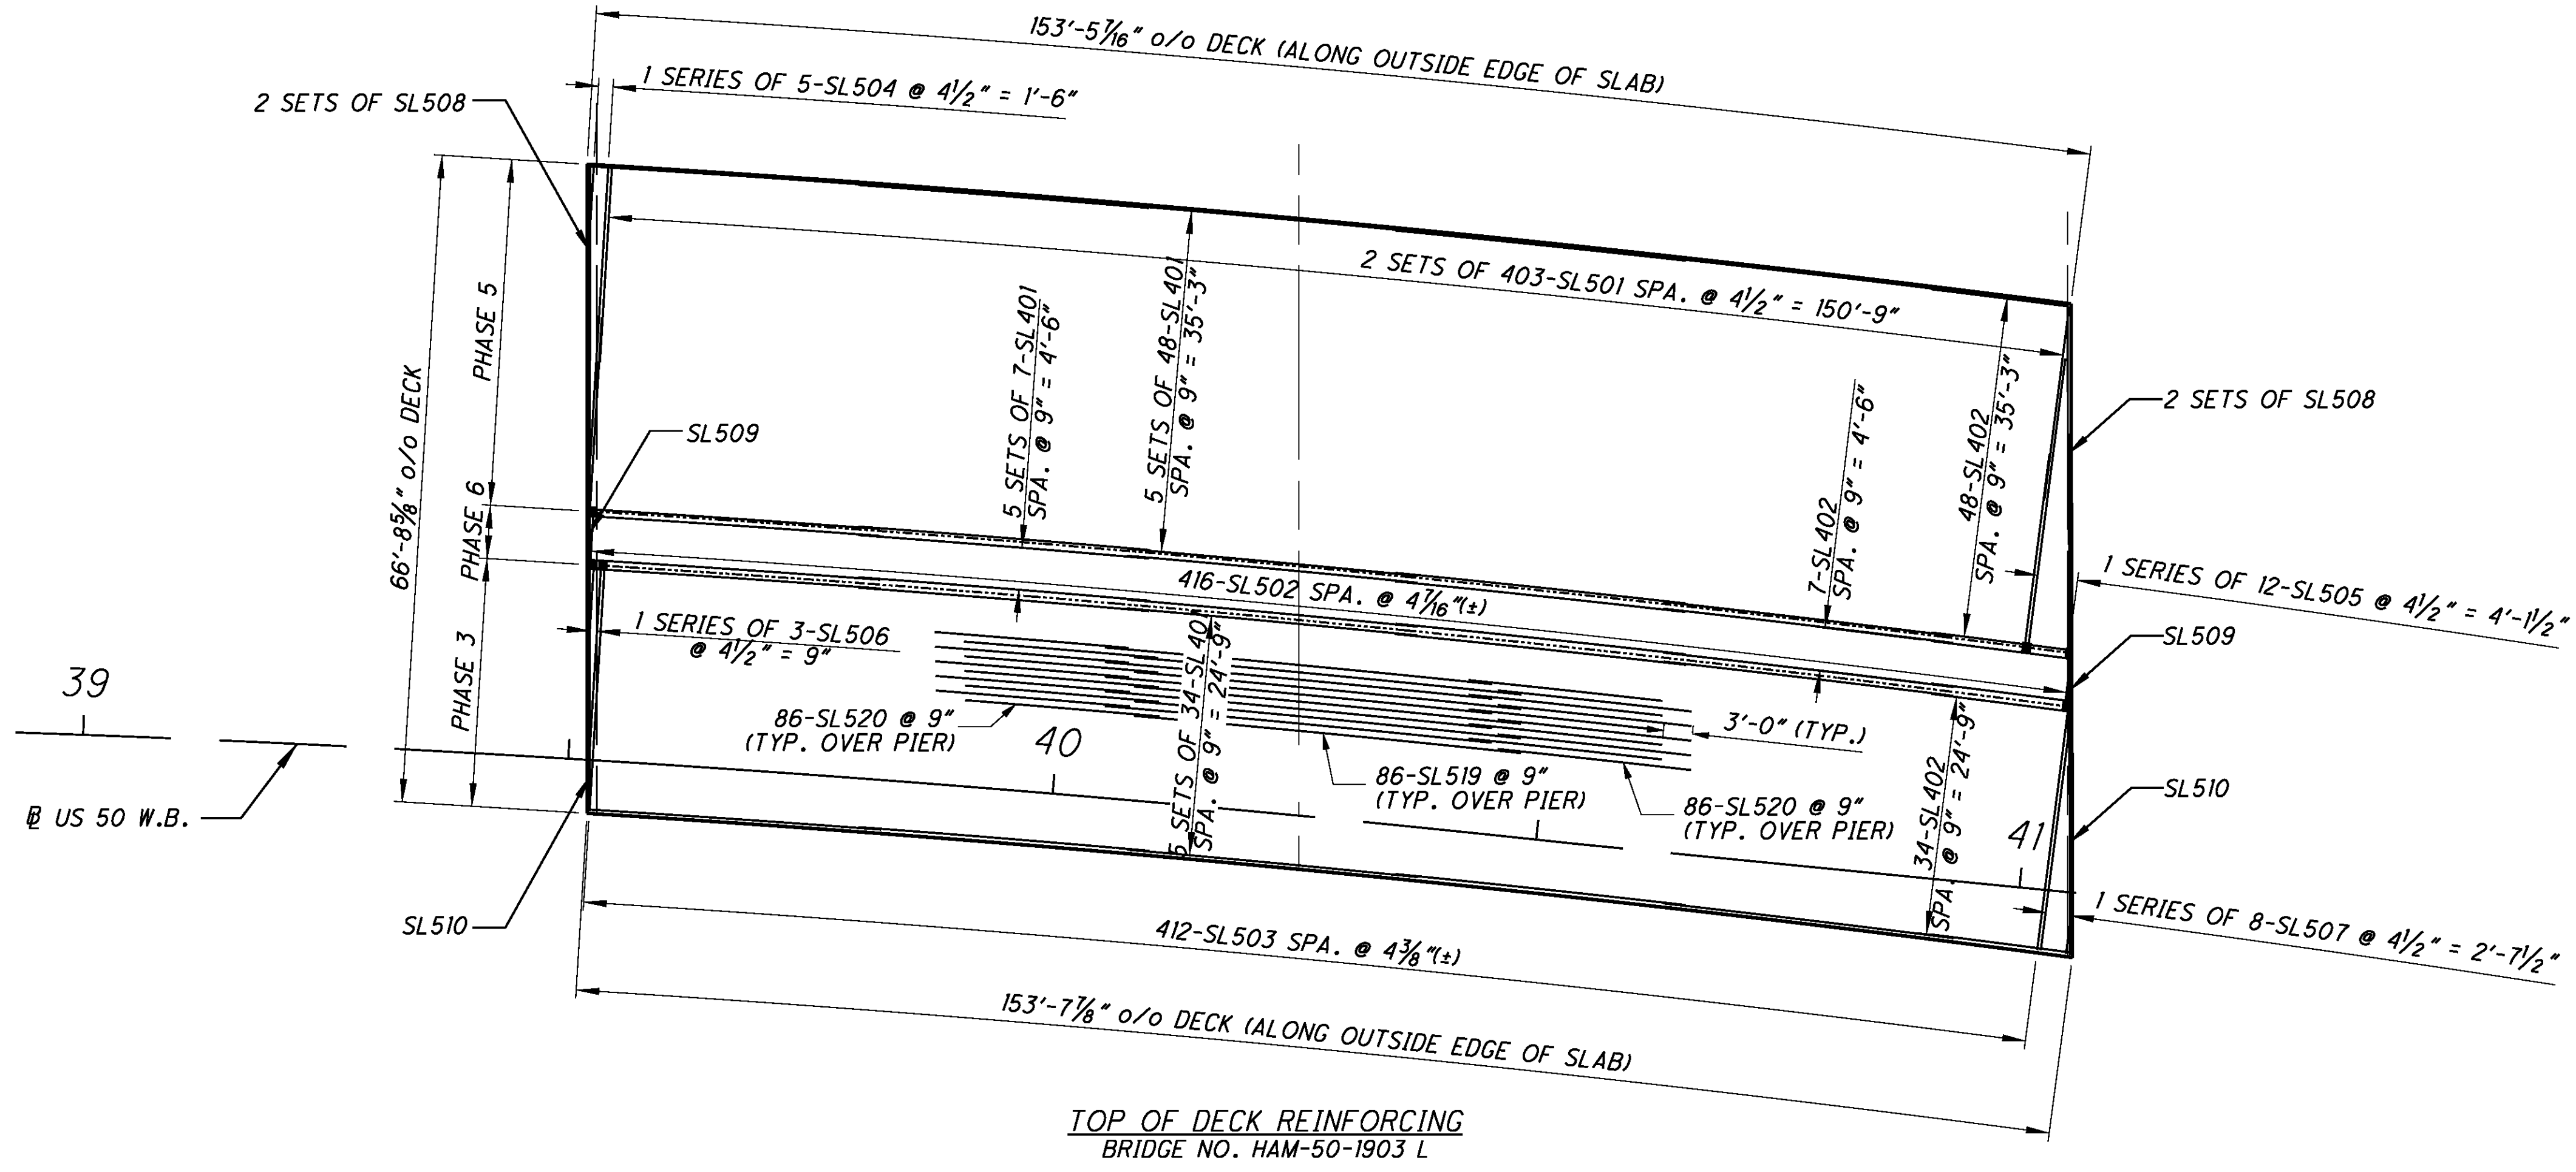 153'-5 7/16" o/o DECK (ALONG OUTSIDE EDGE OF SLAB)
1 SERIES OF 5-SL504 @ 4 1/2" = 1'-6"
2 SETS OF SL508
2 SETS OF 403-SL501 SPA. @ 4 1/2" = 150'-9"
5 SETS OF 7-SL401
SPA. @ 9" = 4'-6"
5 SETS OF 48-SL401
SPA. @ 9" = 35'-3"
7-SL402
SPA. @ 9" = 4'-6"
48-SL402
SPA. @ 9" = 35'-3"
2 SETS OF SL508
66'-8 5/8" o/o DECK
PHASE 5
PHASE 6
PHASE 3
SL509
416-SL502 SPA. @ 4 7/16"(±)
1 SERIES OF 12-SL505 @ 4 1/2" = 4'-1 1/2"
SL509
1 SERIES OF 3-SL506
@ 4 1/2" = 9"
39
86-SL520 @ 9"
(TYP. OVER PIER)
40
5 SETS OF 34-SL401
SPA. @ 9" = 24'-9"
3'-0" (TYP.)
86-SL519 @ 9"
(TYP. OVER PIER)
86-SL520 @ 9"
(TYP. OVER PIER)
34-SL402
SPA. @ 9" = 24'-9"
41
SL510
℄ US 50 W.B.
SL510
1 SERIES OF 8-SL507 @ 4 1/2" = 2'-7 1/2"
412-SL503 SPA. @ 4 3/8"(±)
153'-7 7/8" o/o DECK (ALONG OUTSIDE EDGE OF SLAB)
TOP OF DECK REINFORCING
BRIDGE NO. HAM-50-1903 L